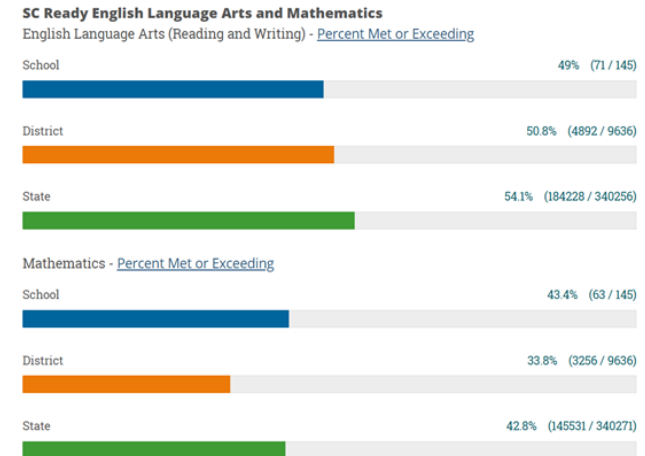 SC Ready English Language Arts and Mathematics
English Language Arts (Reading and Writing) - Percent Met or Exceeding
School 49% (71 / 145)
District 50.8% (4892 / 9636)
State 54.1% (184228 / 340256)
Mathematics - Percent Met or Exceeding
School 43.4% (63 / 145)
District 33.8% (3256 / 9636)
State 42.8% (145531 / 340271)